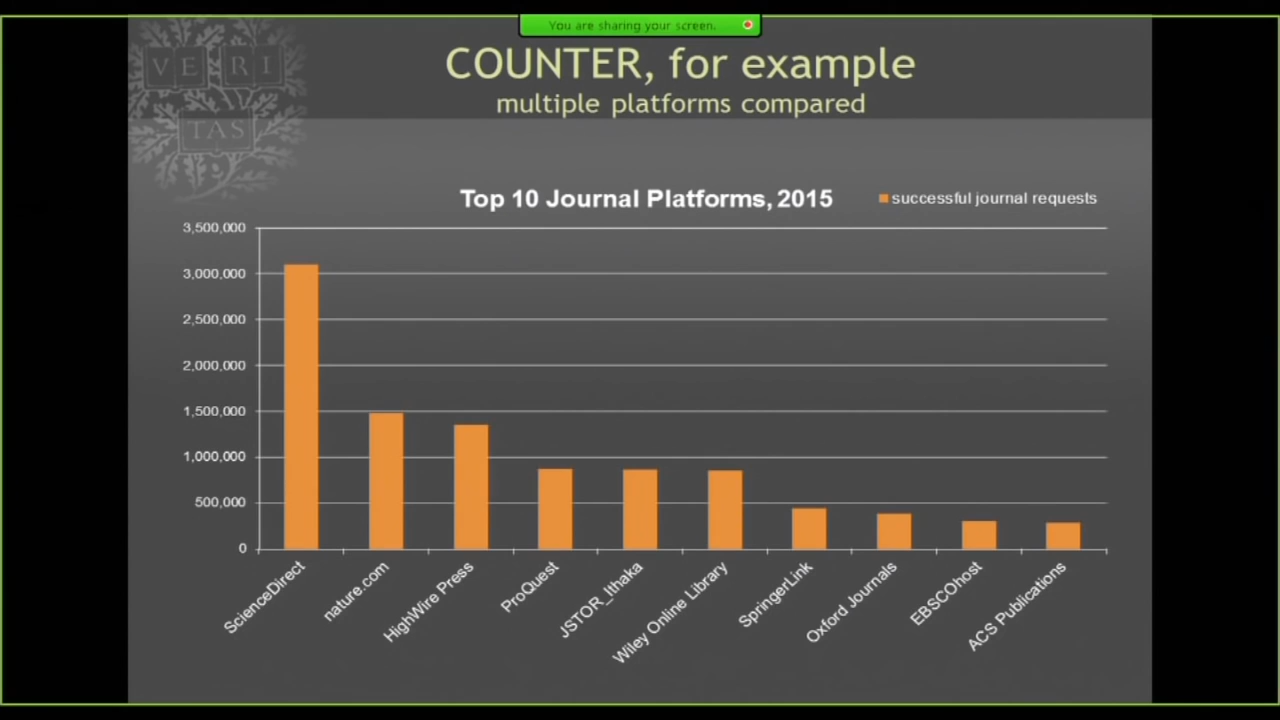 You are sharing your screen.
COUNTER, for example
multiple platforms compared
VE RI
TAS
Top 10 Journal Platforms, 2015
successful journal requests
3,500,000
3,000,000
2,500,000
2,000,000
1,500,000
1,000,000
500,000
0
ScienceDirect
nature.com
HighWire Press
ProQuest
JSTOR_Ithaka
Wiley Online Library
SpringerLink
Oxford Journals
EBSCOhost
ACS Publications